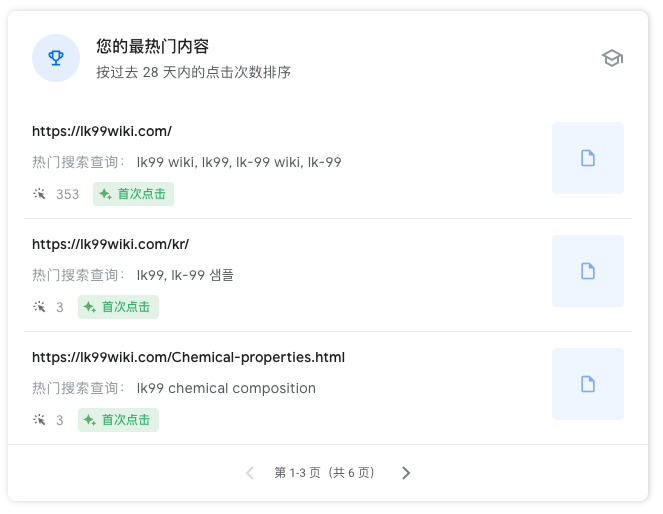 您的最热门内容
按过去 28 天内的点击次数排序
https://lk99wiki.com/
热门搜索查询： lk99 wiki, lk99, lk-99 wiki, lk-99
353 首次点击
https://lk99wiki.com/kr/
热门搜索查询： lk99, lk-99 샘플
3 首次点击
https://lk99wiki.com/Chemical-properties.html
热门搜索查询： lk99 chemical composition
3 首次点击
第 1-3 页（共 6 页）